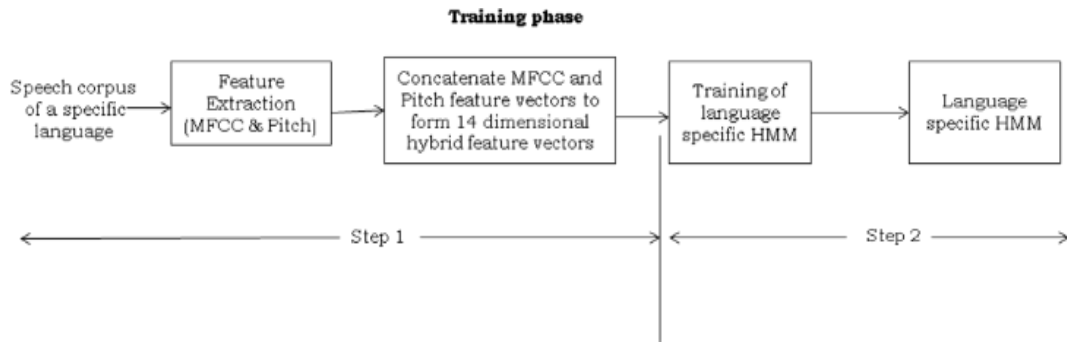 Training phase
Speech corpus
of a specific
language
Feature
Extraction
(MFCC & Pitch)
Concatenate MFCC and
Pitch feature vectors to
form 14 dimensional
hybrid feature vectors
Training of
language
specific HMM
Language
specific HMM
Step 1
Step 2